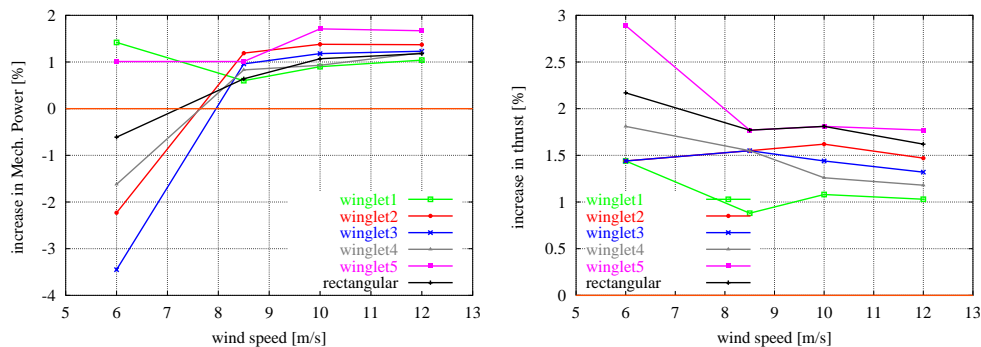 increase in Mech. Power [%]
2
1
0
-1
-2
-3
-4
winglet1
winglet2
winglet3
winglet4
winglet5
rectangular
5 6 7 8 9 10 11 12 13
wind speed [m/s]
increase in thrust [%]
3
2.5
2
1.5
1
0.5
0
winglet1
winglet2
winglet3
winglet4
winglet5
rectangular
5 6 7 8 9 10 11 12 13
wind speed [m/s]